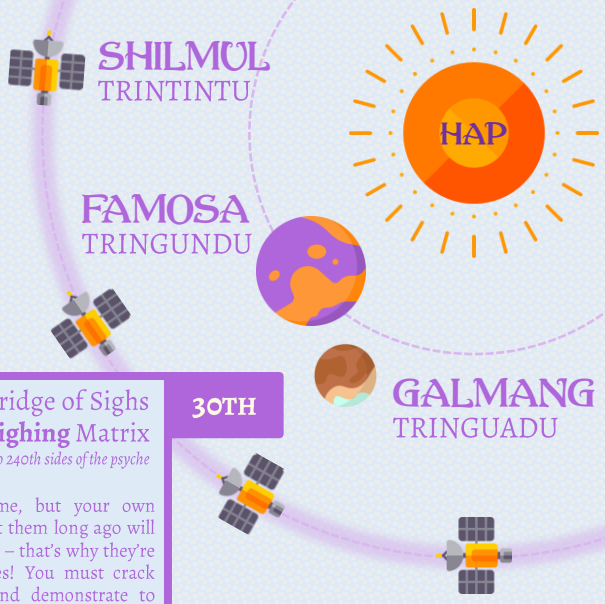 SHILMUL
TRINTINTU
HAP
FAMOSA
TRINGUNDU
GALMANG
TRINGUADU
30TH
ridge of Sighs
ighing Matrix
240th sides of the psyche
me, but your own
them long ago will
– that's why they're
es! You must crack
nd demonstrate to